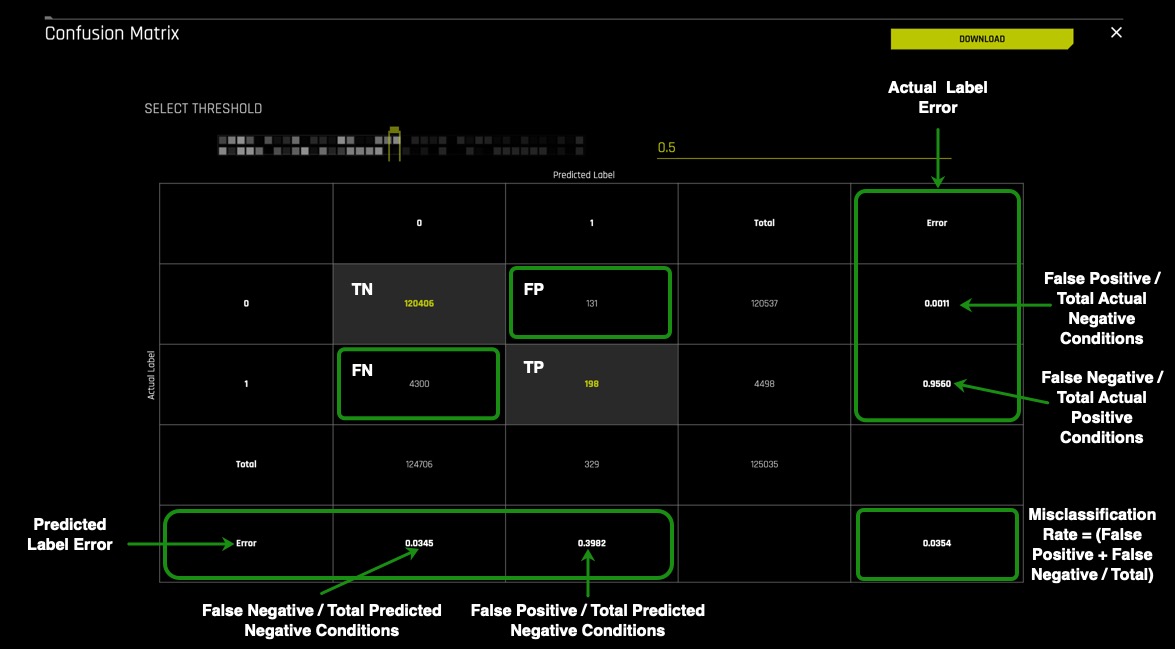 Confusion Matrix
DOWNLOAD
Actual Label
Error
SELECT THRESHOLD
0.5
Predicted Label
0 1 Total Error
0 TN 120406 FP 131 120537 0.0011
False Positive /
Total Actual
Negative
Conditions
Actual Label
1 FN 4300 TP 198 4498 0.9560
False Negative /
Total Actual
Positive
Conditions
Total 124706 329 125035
Predicted
Label Error
Error 0.0345 0.3982 0.0354
Misclassification
Rate = (False
Positive + False
Negative / Total)
False Negative / Total Predicted
Negative Conditions
False Positive / Total Predicted
Negative Conditions